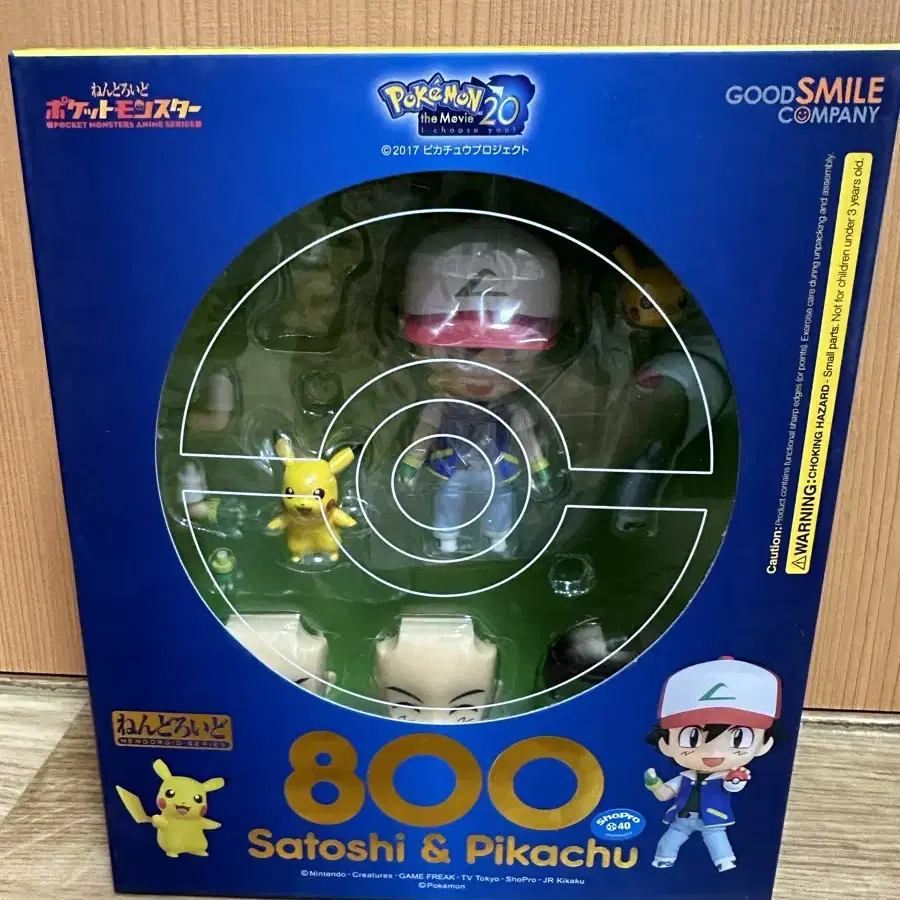 ねんどろいど
ポケットモンスター
POCKET MONSTERS ANIME SERIES
POKéMON
the Movie 20
I choose you!
©2017 ピカチュウプロジェクト
GOOD SMILE
COMPANY
Caution: Product contains functional sharp edges (or points). Exercise care during unpacking and assembly.
⚠WARNING: CHOKING HAZARD - Small parts. Not for children under 3 years old.
ねんどろいど
NENDOROID SERIES
800
ShoPro
40
Satoshi & Pikachu
©Nintendo・Creatures・GAME FREAK・TV Tokyo・ShoPro・JR Kikaku
©Pokémon